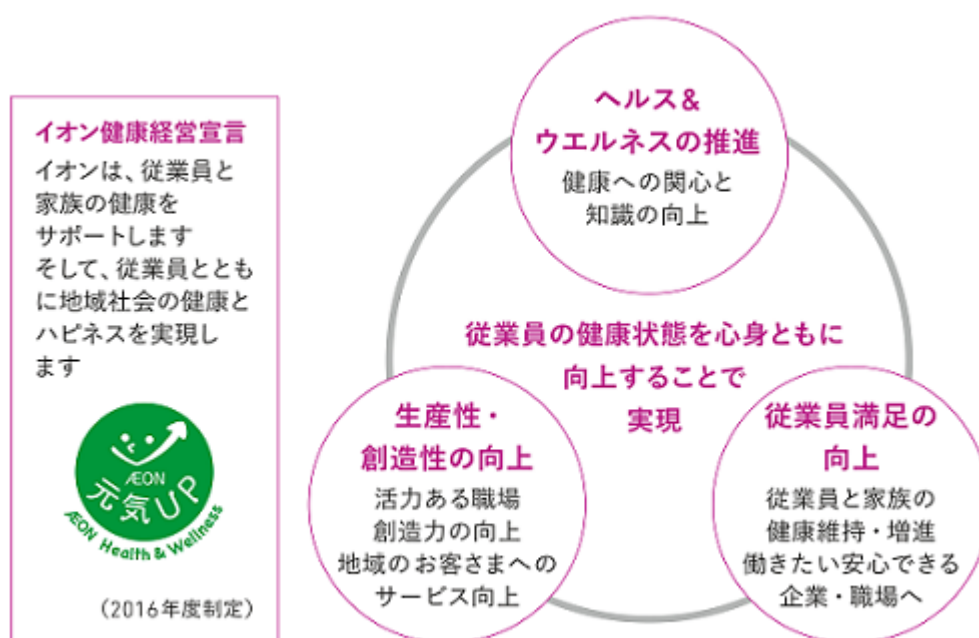 イオン健康経営宣言
イオンは、従業員と
家族の健康を
サポートします
そして、従業員ととも
に地域社会の健康と
ハピネスを実現し
ます
ÆON
元気UP
ÆON Health & Wellness
（2016年度制定）
ヘルス&
ウエルネスの推進
健康への関心と
知識の向上
従業員の健康状態を心身ともに
向上することで
実現
生産性・
創造性の向上
活力ある職場
創造力の向上
地域のお客さまへの
サービス向上
従業員満足の
向上
従業員と家族の
健康維持・増進
働きたい安心できる
企業・職場へ